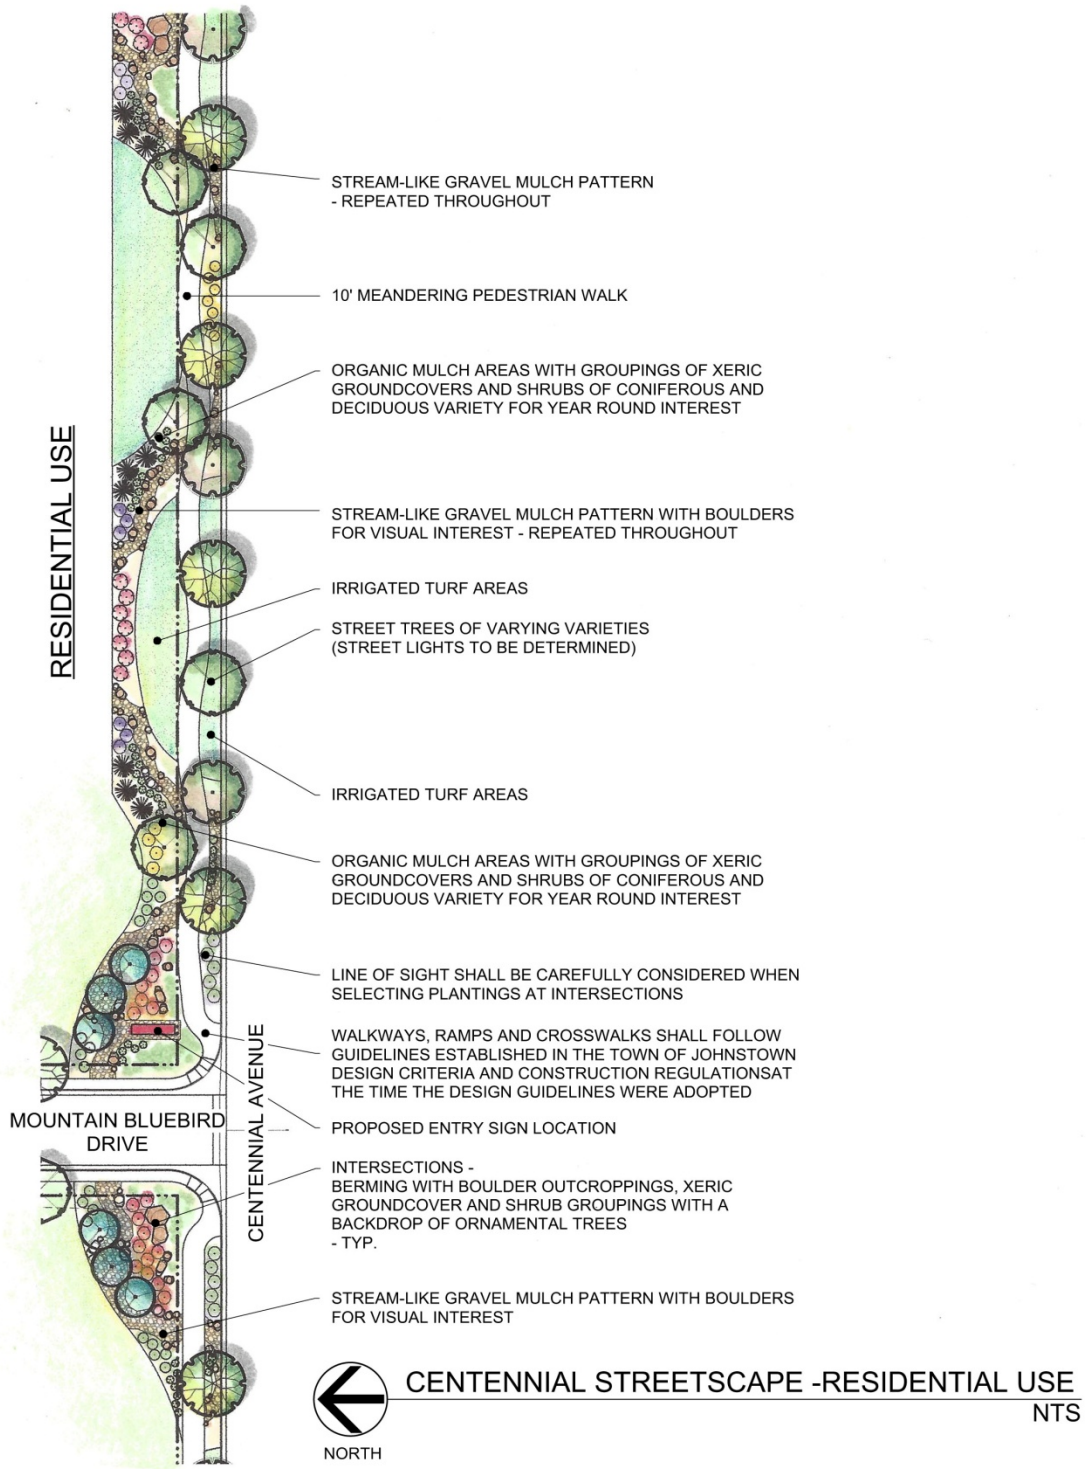 STREAM-LIKE GRAVEL MULCH PATTERN
- REPEATED THROUGHOUT
10' MEANDERING PEDESTRIAN WALK
ORGANIC MULCH AREAS WITH GROUPINGS OF XERIC
GROUNDCOVERS AND SHRUBS OF CONIFEROUS AND
DECIDUOUS VARIETY FOR YEAR ROUND INTEREST
RESIDENTIAL USE
STREAM-LIKE GRAVEL MULCH PATTERN WITH BOULDERS
FOR VISUAL INTEREST - REPEATED THROUGHOUT
IRRIGATED TURF AREAS
STREET TREES OF VARYING VARIETIES
(STREET LIGHTS TO BE DETERMINED)
IRRIGATED TURF AREAS
ORGANIC MULCH AREAS WITH GROUPINGS OF XERIC
GROUNDCOVERS AND SHRUBS OF CONIFEROUS AND
DECIDUOUS VARIETY FOR YEAR ROUND INTEREST
LINE OF SIGHT SHALL BE CAREFULLY CONSIDERED WHEN
SELECTING PLANTINGS AT INTERSECTIONS
WALKWAYS, RAMPS AND CROSSWALKS SHALL FOLLOW
GUIDELINES ESTABLISHED IN THE TOWN OF JOHNSTOWN
DESIGN CRITERIA AND CONSTRUCTION REGULATIONSAT
THE TIME THE DESIGN GUIDELINES WERE ADOPTED
MOUNTAIN BLUEBIRD
DRIVE
CENTENNIAL AVENUE
PROPOSED ENTRY SIGN LOCATION
INTERSECTIONS -
BERMING WITH BOULDER OUTCROPPINGS, XERIC
GROUNDCOVER AND SHRUB GROUPINGS WITH A
BACKDROP OF ORNAMENTAL TREES
- TYP.
STREAM-LIKE GRAVEL MULCH PATTERN WITH BOULDERS
FOR VISUAL INTEREST
CENTENNIAL STREETSCAPE -RESIDENTIAL USE
NTS
NORTH